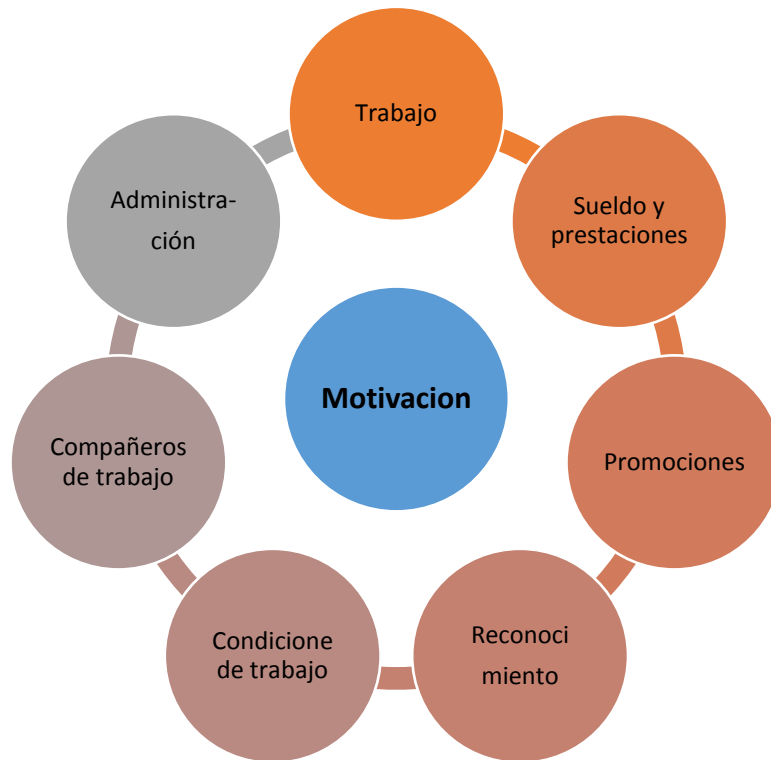 Trabajo
Sueldo y
prestaciones
Promociones
Reconoci
miento
Condicione
de trabajo
Compañeros
de trabajo
Administra-
ción
Motivacion